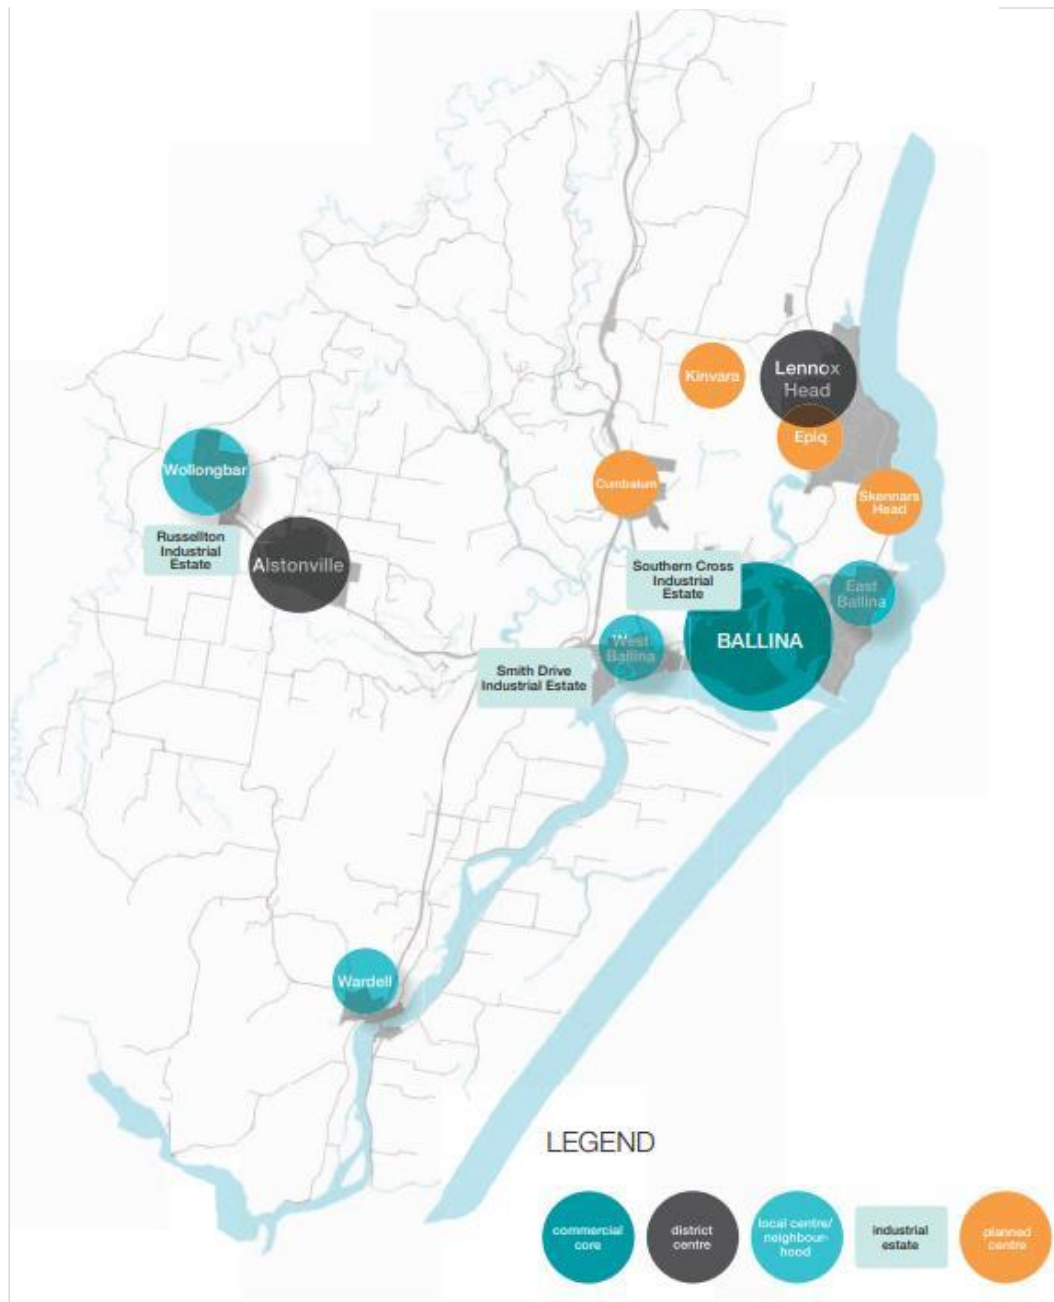 Lennox
Head
Kinvara
Epiq
Wollongbar
Cumbalum
Skennars
Head
Russellton
Industrial
Estate
Alstonville
Southern Cross
Industrial
Estate
East
Ballina
West
Ballina
BALLINA
Smith Drive
Industrial Estate
Wardell
LEGEND
commercial
core
district
centre
local centre/
neighbour-
hood
industrial
estate
planned
centre